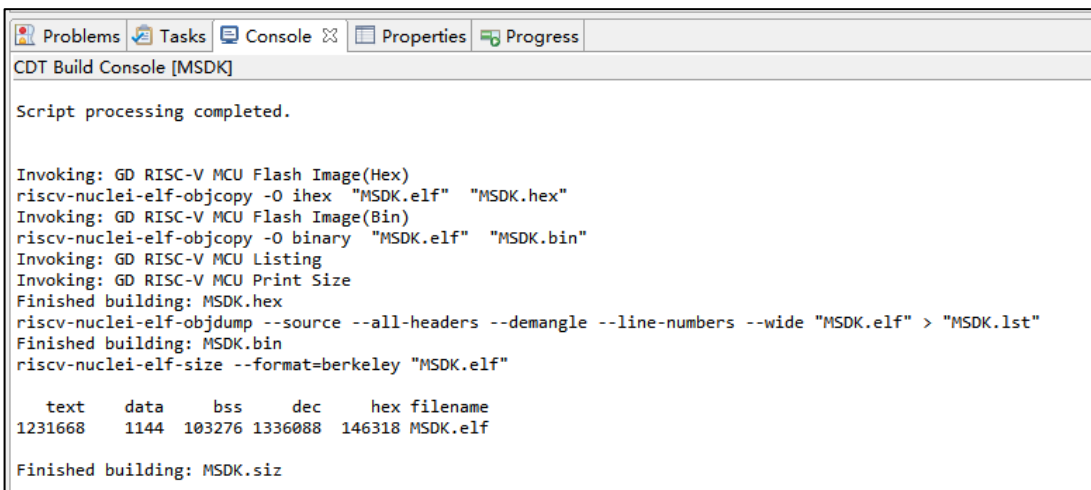 Problems Tasks Console Properties Progress
CDT Build Console [MSDK]
Script processing completed.
Invoking: GD RISC-V MCU Flash Image(Hex)
riscv-nuclei-elf-objcopy -O ihex  "MSDK.elf"  "MSDK.hex"
Invoking: GD RISC-V MCU Flash Image(Bin)
riscv-nuclei-elf-objcopy -O binary  "MSDK.elf"  "MSDK.bin"
Invoking: GD RISC-V MCU Listing
Invoking: GD RISC-V MCU Print Size
Finished building: MSDK.hex
riscv-nuclei-elf-objdump --source --all-headers --demangle --line-numbers --wide "MSDK.elf" > "MSDK.lst"
Finished building: MSDK.bin
riscv-nuclei-elf-size --format=berkeley "MSDK.elf"
   text    data     bss     dec     hex filename
1231668    1144  103276 1336088  146318 MSDK.elf
Finished building: MSDK.siz